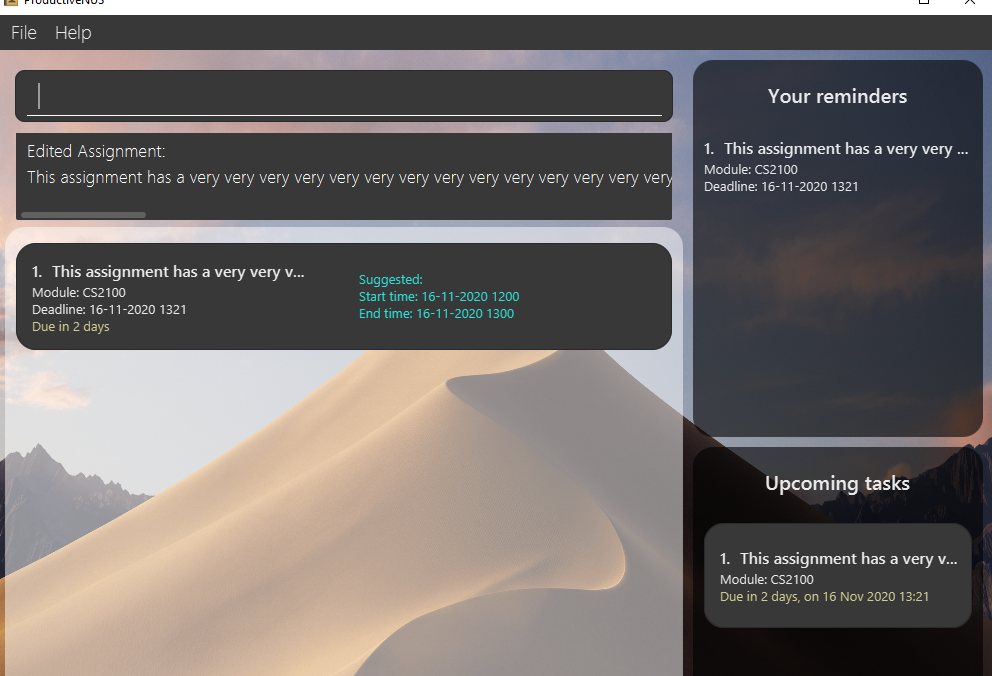 ProductiveNUS
File Help
Edited Assignment:
This assignment has a very very very very very very very very very very very very very very
1. This assignment has a very very v...
Module: CS2100
Deadline: 16-11-2020 1321
Due in 2 days
Suggested:
Start time: 16-11-2020 1200
End time: 16-11-2020 1300
Your reminders
1. This assignment has a very very ...
Module: CS2100
Deadline: 16-11-2020 1321
Upcoming tasks
1. This assignment has a very v...
Module: CS2100
Due in 2 days, on 16 Nov 2020 13:21